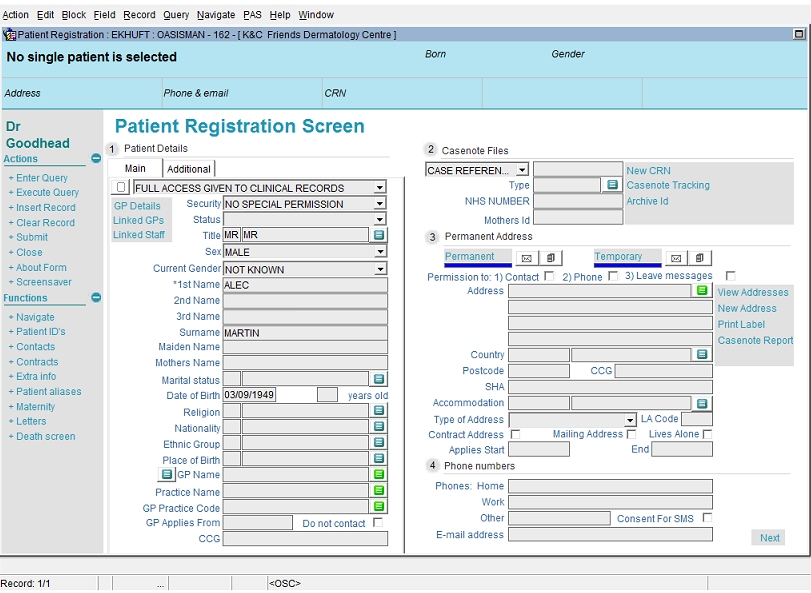 Action Edit Block Field Record Query Navigate PAS Help Window
Patient Registration : EKHUFT : OASISMAN - 162 - [ K&C Friends Dermatology Centre ]
No single patient is selected
Born
Gender
Address
Phone & email
CRN
Dr
Goodhead
Actions
+ Enter Query
+ Execute Query
+ Insert Record
+ Clear Record
+ Submit
+ Close
+ About Form
+ Screensaver
Functions
+ Navigate
+ Patient ID's
+ Contacts
+ Contracts
+ Extra info
+ Patient aliases
+ Maternity
+ Letters
+ Death screen
Patient Registration Screen
1 Patient Details
Main Additional
FULL ACCESS GIVEN TO CLINICAL RECORDS
GP Details
Linked GPs
Linked Staff
Security NO SPECIAL PERMISSION
Status
Title MR MR
Sex MALE
Current Gender NOT KNOWN
*1st Name ALEC
2nd Name
3rd Name
Surname MARTIN
Maiden Name
Mothers Name
Marital status
Date of Birth 03/09/1949 years old
Religion
Nationality
Ethnic Group
Place of Birth
GP Name
Practice Name
GP Practice Code
GP Applies From Do not contact
CCG
2 Casenote Files
CASE REFEREN... New CRN
Type Casenote Tracking
NHS NUMBER Archive Id
Mothers Id
3 Permanent Address
Permanent Temporary
Permission to: 1) Contact 2) Phone 3) Leave messages
Address
View Addresses
New Address
Print Label
Casenote Report
Country
Postcode CCG
SHA
Accommodation
Type of Address LA Code
Contract Address Mailing Address Lives Alone
Applies Start End
4 Phone numbers
Phones: Home
Work
Other Consent For SMS
E-mail address
Next
Record: 1/1 ... <OSC>